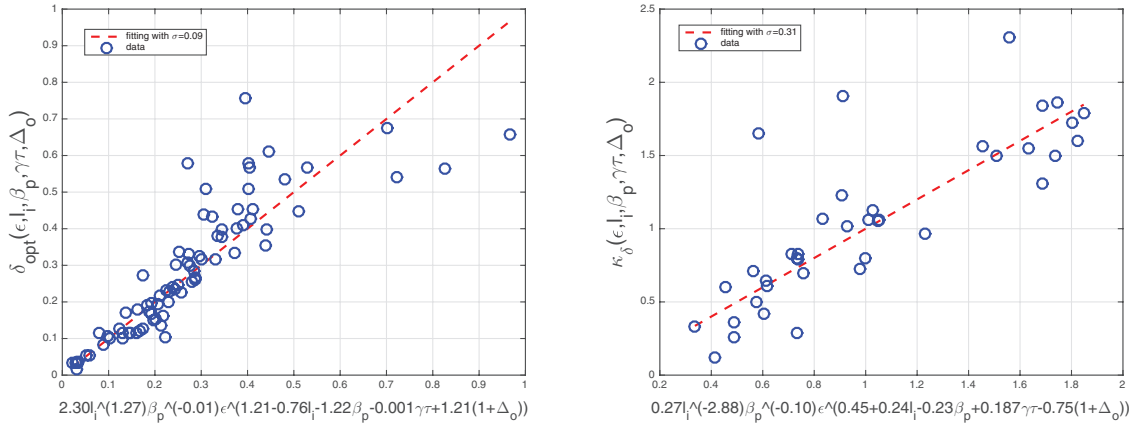 1
0.9
0.8
0.7
0.6
0.5
0.4
0.3
0.2
0.1
0
0 0.1 0.2 0.3 0.4 0.5 0.6 0.7 0.8 0.9 1
fitting with σ=0.09
data
δ_opt(ϵ,l_i,β_p,γτ,Δ_o)
2.30l_i^(1.27)β_p^(-0.01)ϵ^(1.21-0.76l_i-1.22β_p-0.001γτ+1.21(1+Δ_o))
2.5
2
1.5
1
0.5
0
0.2 0.4 0.6 0.8 1 1.2 1.4 1.6 1.8 2
fitting with σ=0.31
data
κ_δ(ϵ,l_i,β_p,γτ,Δ_o)
0.27l_i^(-2.88)β_p^(-0.10)ϵ^(0.45+0.24l_i-0.23β_p+0.187γτ-0.75(1+Δ_o))